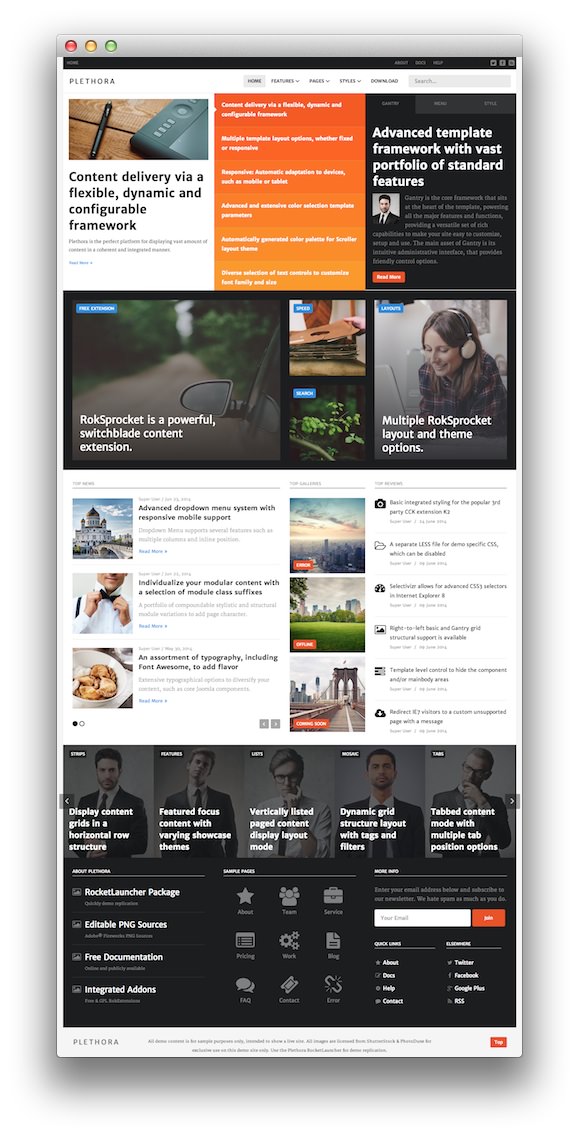 HOME
ABOUT DOCS HELP
PLETHORA
HOME FEATURES PAGES STYLES DOWNLOAD
Search...
Content delivery via a
flexible, dynamic and
configurable
framework
Plethora is the perfect plethora for displaying vast amount of
content in a coherent and integrated manner.
Read More »
Content delivery via a flexible, dynamic and
configurable framework
Multiple template layout options, whether fixed
or responsive
Responsive: Automatic adaptation to devices,
such as mobile or tablet
Advanced and extensive color selection template
parameters
Automatically generated color palette for Scroller
layout theme
Diverse selection of text controls to customize
font family and size
GANTRY MENU STYLE
Advanced template
framework with vast
portfolio of standard
features
Gantry is the core framework that sits
at the heart of the template, powering
all the major features and functions,
providing a versatile set of rich
capabilities to make your site easy to customize,
setup and use. The main asset of Gantry is its
intuitive administrative interface, that provides
friendly control options.
Read More
FREE EXTENSION
RokSprocket is a powerful,
switchblade content
extension.
SPEED
SEARCH
LAYOUTS
Multiple RokSprocket
layout and theme
options.
TOP NEWS
Super User / Jun 25, 2014
Advanced dropdown menu system with
responsive mobile support
Dropdown Menu supports several features such as
multiple columns and inline position.
Read More »
Super User / Jun 25, 2014
Individualize your modular content with
a selection of module class suffixes
A portfolio of compoundable stylistic and structural
module variations to add page character.
Read More »
Super User / May 30, 2014
An assortment of typography, including
Font Awesome, to add flavor
Extensive typographical options to diversify your
content, such as core Joomla components.
Read More »
TOP GALLERIES
ERROR
OFFLINE
COMING SOON
TOP REVIEWS
Basic integrated styling for the popular 3rd
party CCK extension K2
Super User / 24 June 2014
A separate LESS file for demo specific CSS,
which can be disabled
Super User / 24 June 2014
Selectivizr allows for advanced CSS3 selectors
in Internet Explorer 8
Super User / 09 June 2014
Right-to-left basic and Gantry grid
structural support is available
Super User / 09 June 2014
Template level control to hide the component
and/or mainbody areas
Super User / 09 June 2014
Redirect IE7 visitors to a custom unsupported
page with a message
Super User / 09 June 2014
STRIPS
Display content
grids in a
horizontal row
structure
FEATURES
Featured focus
content with
varying showcase
themes
LISTS
Vertically listed
paged content
display layout
mode
MOSAIC
Dynamic grid
structure layout
with tags and
filters
TABS
Tabbed content
mode with
multiple tab
position options
ABOUT PLETHORA
RocketLauncher Package
Quickly demo replication
Editable PNG Sources
Adobe® Fireworks PNG Sources
Free Documentation
Online and publicly available
Integrated Addons
Free & GPL RokExtensions
SAMPLE PAGES
About Team Service
Pricing Work Blog
FAQ Contact Error
MORE INFO
Enter your email address below and subscribe to
our newsletter. We hate spam as much as you do.
Your Email
Join
QUICK LINKS
About
Docs
Help
Contact
ELSEWHERE
Twitter
Facebook
Google Plus
RSS
PLETHORA
All demo content is for sample purposes only, intended to show a live site. All images are licensed from ShutterStock & PhotoDune for
exclusive use on this demo site only. Use the Plethora RocketLauncher for demo replication.
Top